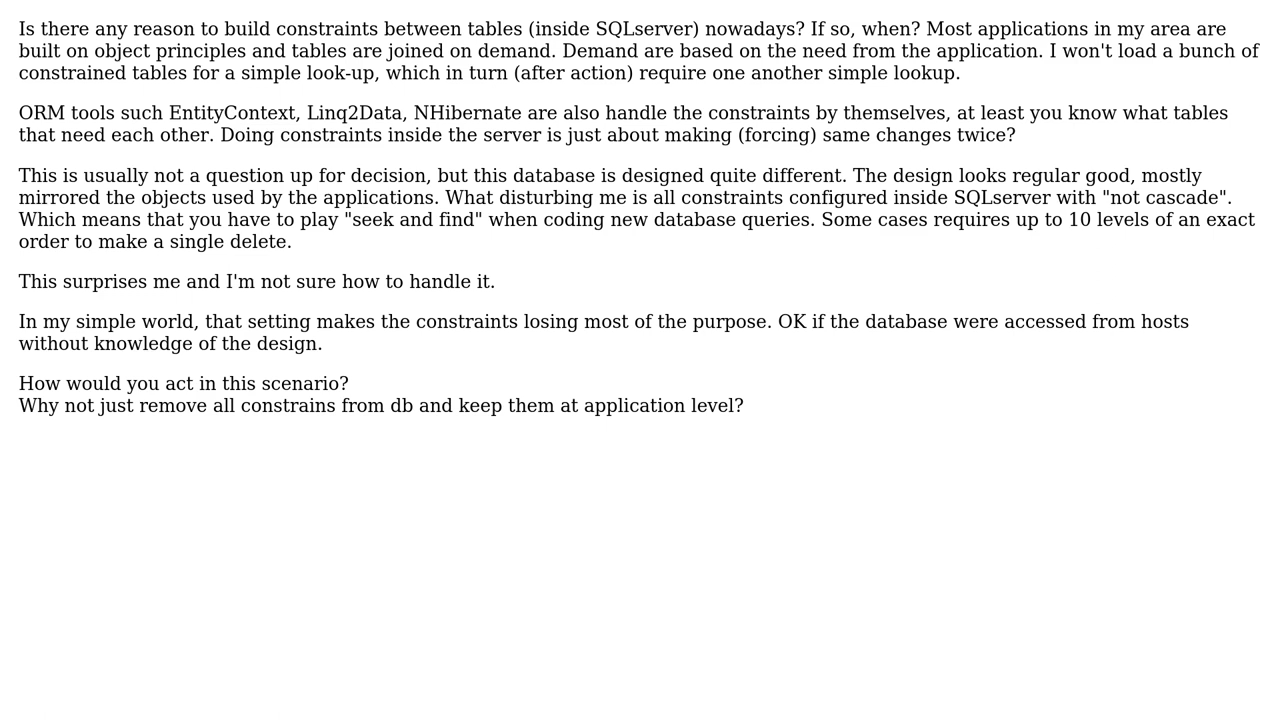 Is there any reason to build constraints between tables (inside SQLserver) nowadays? If so, when? Most applications in my area are
built on object principles and tables are joined on demand. Demand are based on the need from the application. I won't load a bunch of
constrained tables for a simple look-up, which in turn (after action) require one another simple lookup.
ORM tools such EntityContext, Linq2Data, NHibernate are also handle the constraints by themselves, at least you know what tables
that need each other. Doing constraints inside the server is just about making (forcing) same changes twice?
This is usually not a question up for decision, but this database is designed quite different. The design looks regular good, mostly
mirrored the objects used by the applications. What disturbing me is all constraints configured inside SQLserver with "not cascade".
Which means that you have to play "seek and find" when coding new database queries. Some cases requires up to 10 levels of an exact
order to make a single delete.
This surprises me and I'm not sure how to handle it.
In my simple world, that setting makes the constraints losing most of the purpose. OK if the database were accessed from hosts
without knowledge of the design.
How would you act in this scenario?
Why not just remove all constrains from db and keep them at application level?